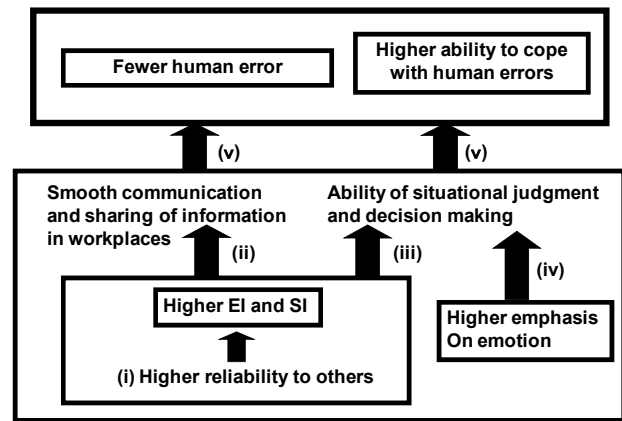 Fewer human error
Higher ability to cope
with human errors
(v)
(v)
Smooth communication
and sharing of information
in workplaces
Ability of situational judgment
and decision making
(ii)
(iii)
(iv)
Higher EI and SI
Higher emphasis
On emotion
(i) Higher reliability to others